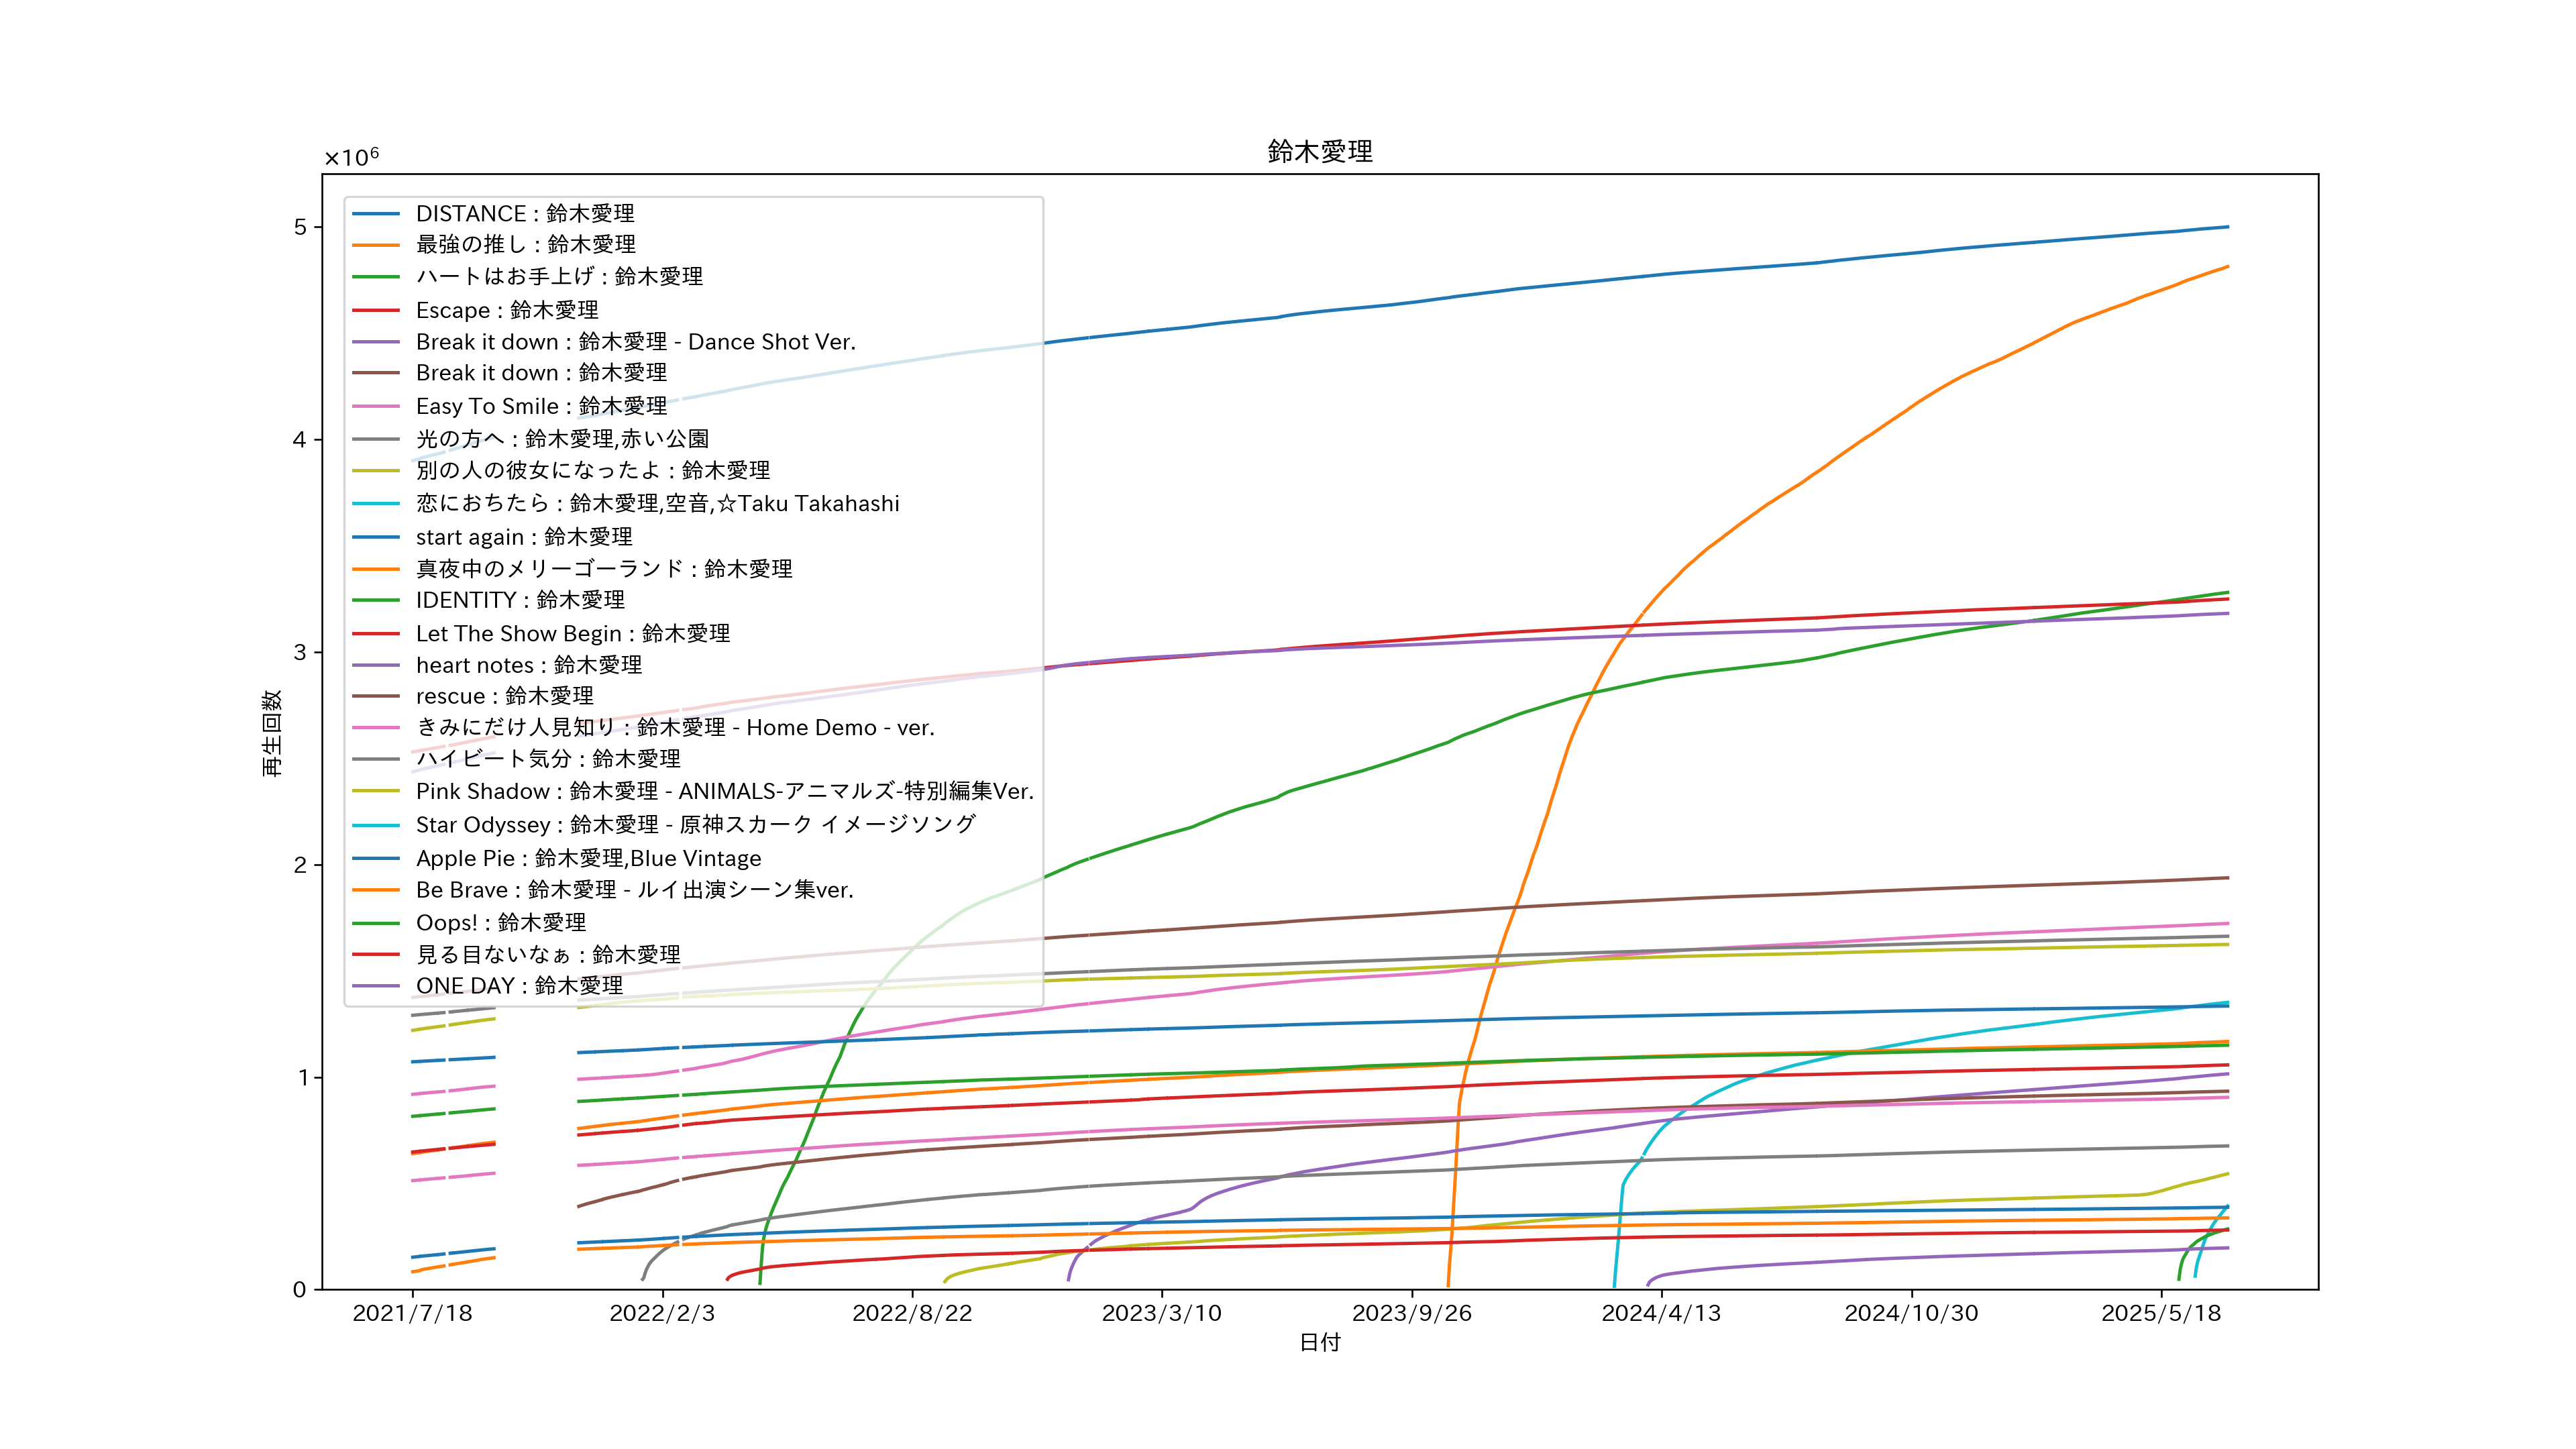 鈴木愛理
×10⁶
5
4
3
2
1
0
再生回数
DISTANCE : 鈴木愛理
最強の推し : 鈴木愛理
ハートはお手上げ : 鈴木愛理
Escape : 鈴木愛理
Break it down : 鈴木愛理 - Dance Shot Ver.
Break it down : 鈴木愛理
Easy To Smile : 鈴木愛理
光の方へ : 鈴木愛理,赤い公園
別の人の彼女になったよ : 鈴木愛理
恋におちたら : 鈴木愛理,空音,☆Taku Takahashi
start again : 鈴木愛理
真夜中のメリーゴーランド : 鈴木愛理
IDENTITY : 鈴木愛理
Let The Show Begin : 鈴木愛理
heart notes : 鈴木愛理
rescue : 鈴木愛理
きみにだけ人見知り : 鈴木愛理 - Home Demo - ver.
ハイビート気分 : 鈴木愛理
Pink Shadow : 鈴木愛理 - ANIMALS-アニマルズ-特別編集Ver.
Star Odyssey : 鈴木愛理 - 原神スカーク イメージソング
Apple Pie : 鈴木愛理,Blue Vintage
Be Brave : 鈴木愛理 - ルイ出演シーン集ver.
Oops! : 鈴木愛理
見る目ないなぁ : 鈴木愛理
ONE DAY : 鈴木愛理
2021/7/18 2022/2/3 2022/8/22 2023/3/10 2023/9/26 2024/4/13 2024/10/30 2025/5/18
日付